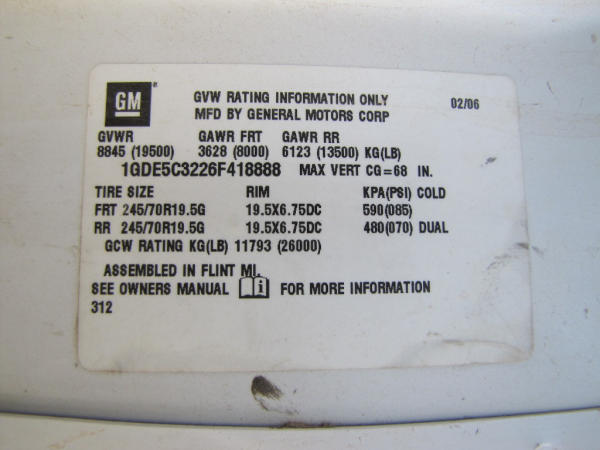 GM®
GVW RATING INFORMATION ONLY 02/06
MFD BY GENERAL MOTORS CORP
GVWR GAWR FRT GAWR RR
8845 (19500) 3628 (8000) 6123 (13500) KG(LB)
1GDE5C3226F418888 MAX VERT CG=68 IN.
TIRE SIZE RIM KPA(PSI) COLD
FRT 245/70R19.5G 19.5X6.75DC 590(085)
RR 245/70R19.5G 19.5X6.75DC 480(070) DUAL
GCW RATING KG(LB) 11793 (26000)
ASSEMBLED IN FLINT MI.
SEE OWNERS MANUAL i FOR MORE INFORMATION
312